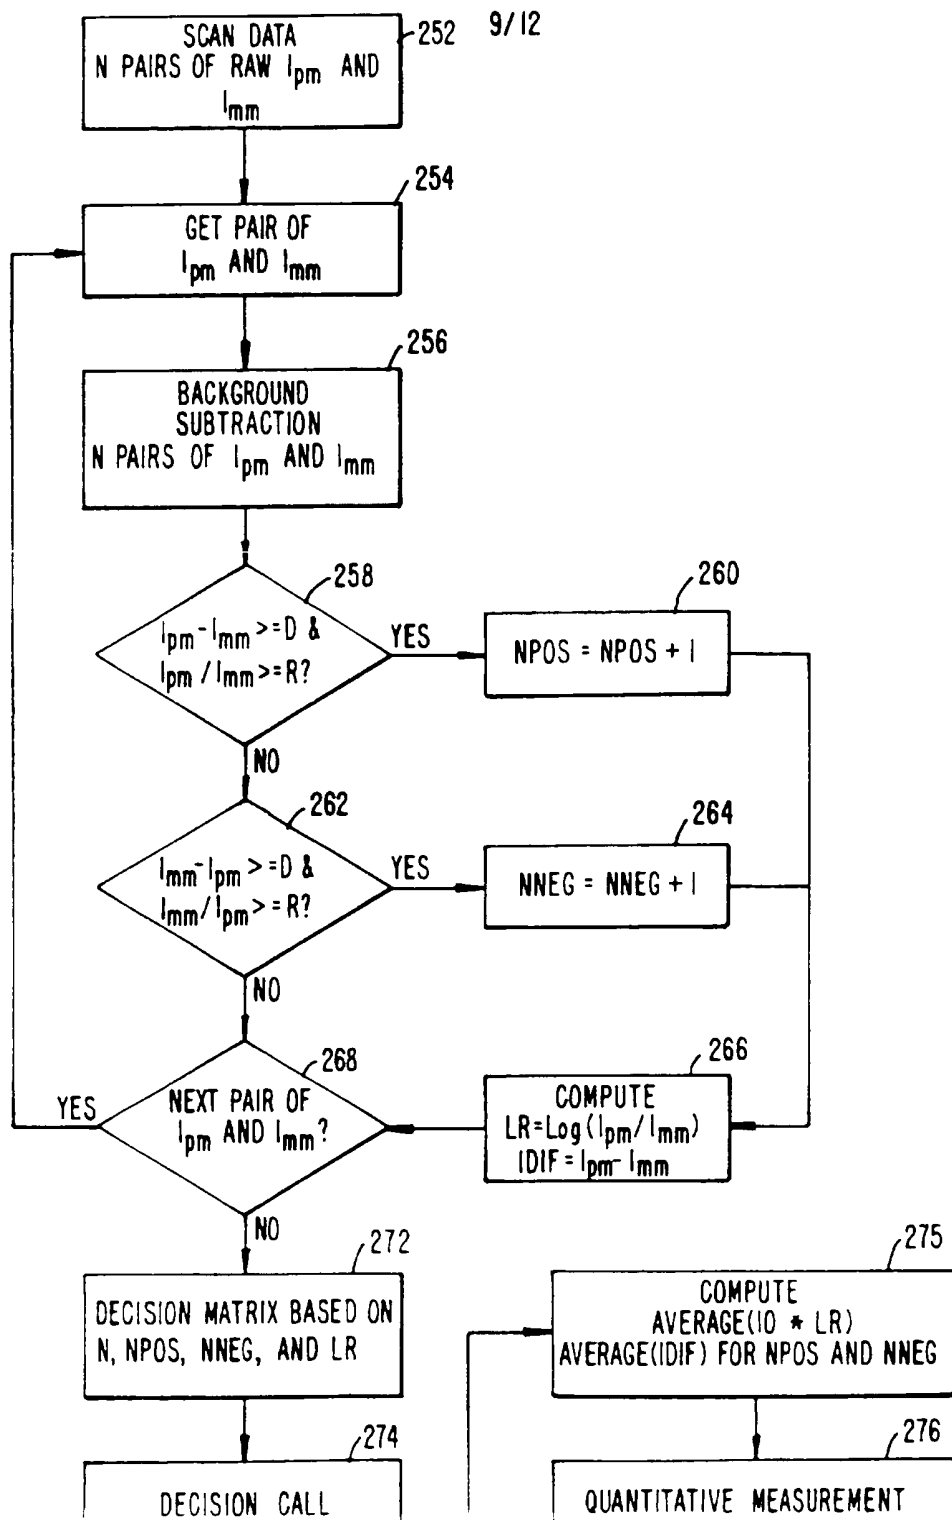 9/12
252
SCAN DATA
N PAIRS OF RAW Ipm AND
Imm
254
GET PAIR OF
Ipm AND Imm
256
BACKGROUND
SUBTRACTION
N PAIRS OF Ipm AND Imm
258
Ipm-Imm >=D &
Ipm / Imm >=R?
YES
260
NPOS = NPOS + 1
NO
262
Imm-Ipm >=D &
Imm/Ipm >=R?
YES
264
NNEG = NNEG + 1
NO
268
NEXT PAIR OF
Ipm AND Imm?
YES
266
COMPUTE
LR=Log(Ipm/Imm)
IDIF=Ipm-Imm
NO
272
DECISION MATRIX BASED ON
N, NPOS, NNEG, AND LR
275
COMPUTE
AVERAGE(10 * LR)
AVERAGE(IDIF) FOR NPOS AND NNEG
274
DECISION CALL
276
QUANTITATIVE MEASUREMENT